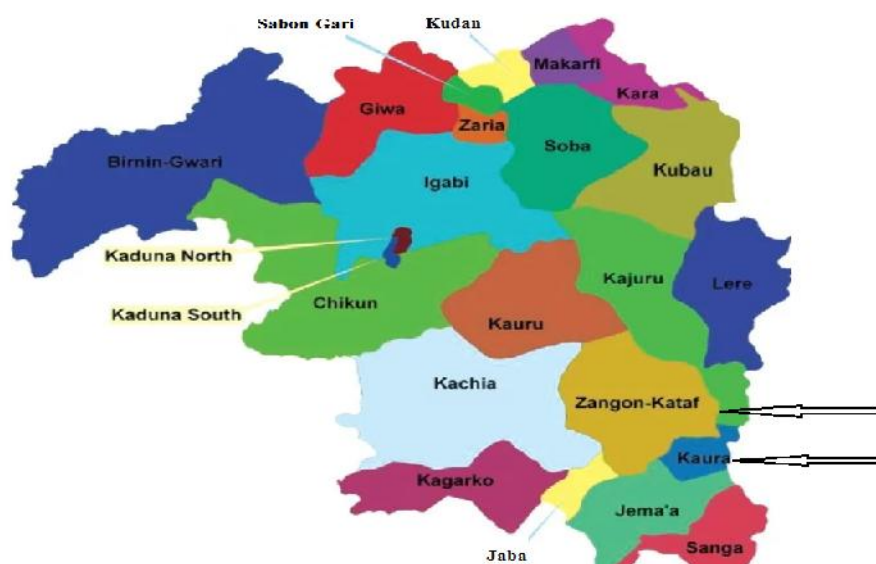 Sabon Gari
Kudan
Makarfi
Kara
Giwa
Zaria
Soba
Birnin-Gwari
Igabi
Kubau
Kaduna North
Kajuru
Lere
Kaduna South
Chikun
Kauru
Kachia
Zangon-Kataf
Kaura
Kagarko
Jema'a
Jaba
Sanga